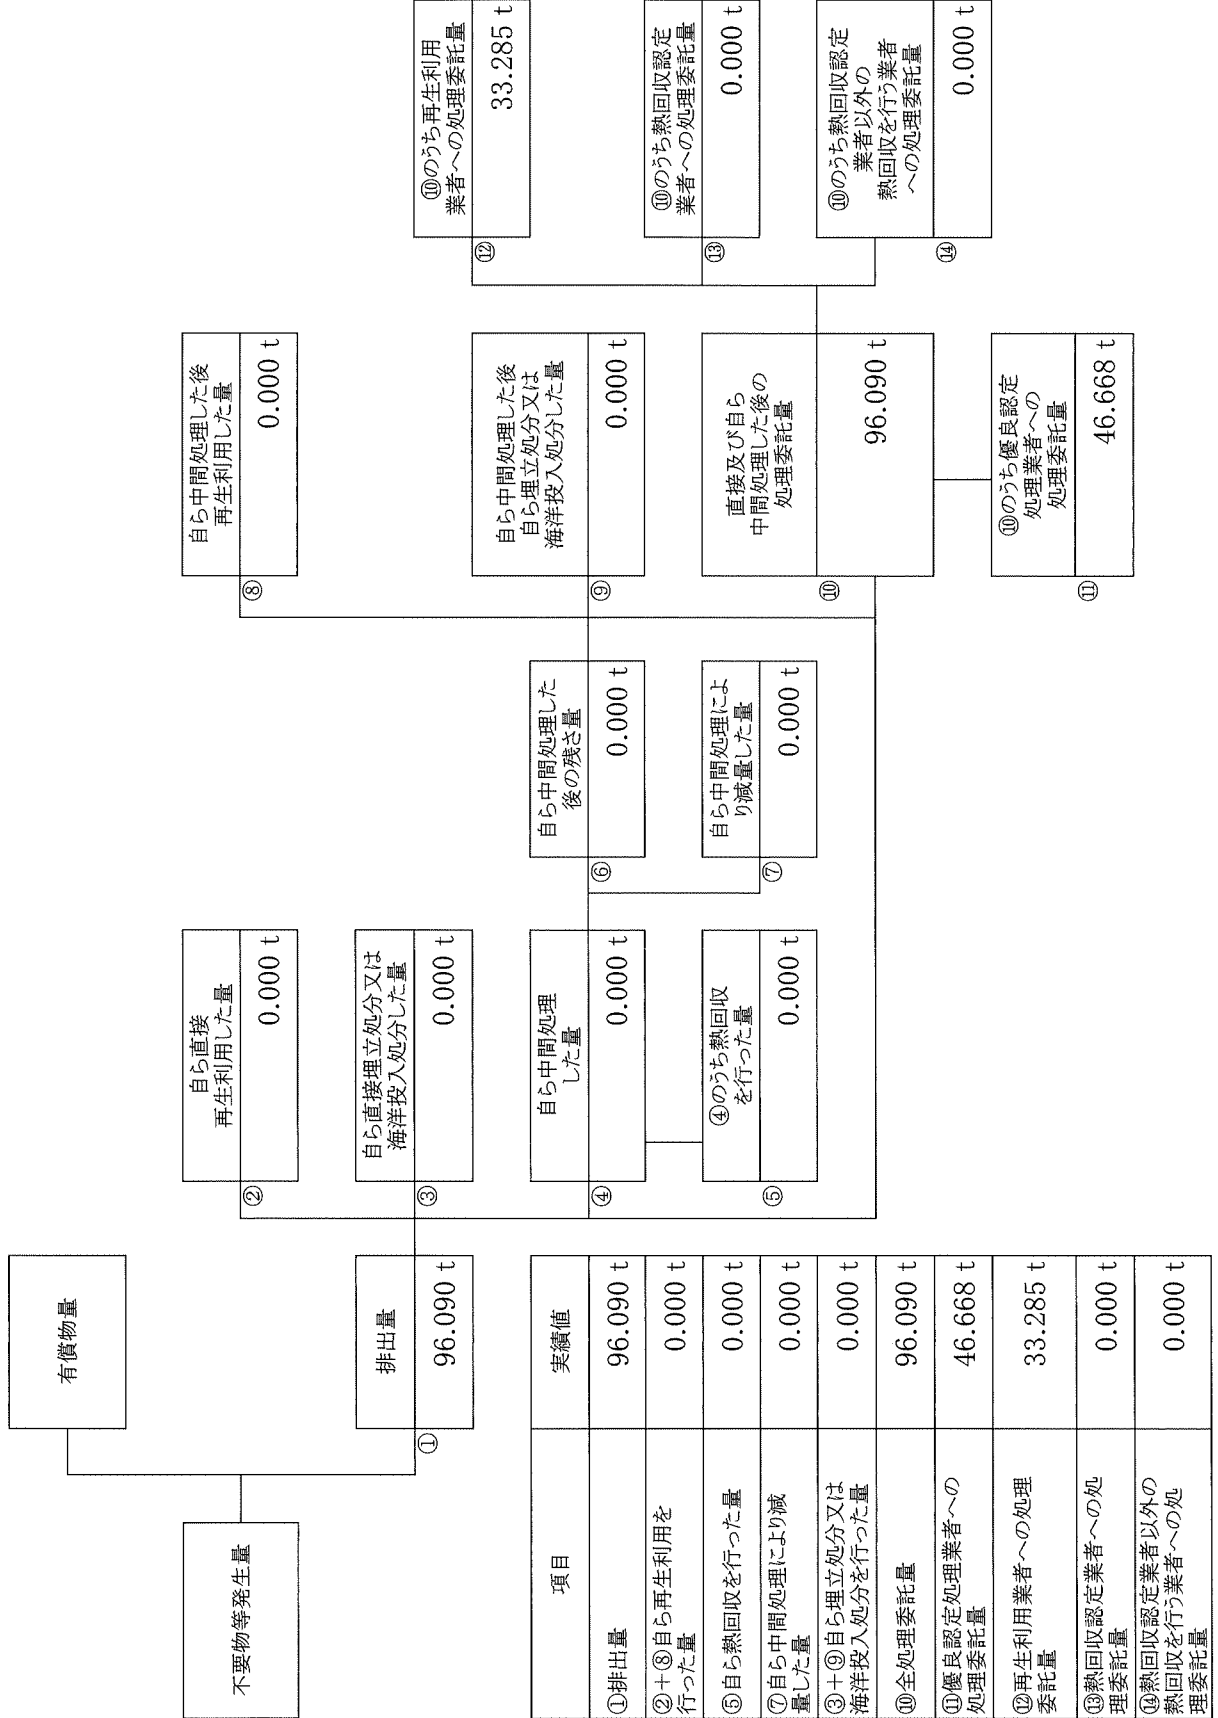 有償物量
不要物等発生量
排出量
①
96.090 t
自ら直接
再生利用した量
②
0.000 t
自ら直接埋立処分又は
海洋投入処分した量
③
0.000 t
自ら中間処理
した量
④
0.000 t
④のうち熱回収
を行った量
⑤
0.000 t
自ら中間処理した
後の残さ量
⑥
0.000 t
自ら中間処理によ
り減量した量
⑦
0.000 t
自ら中間処理した後
再生利用した量
⑧
0.000 t
自ら中間処理した後
自ら埋立処分又は
海洋投入処分した量
⑨
0.000 t
直接及び自ら
中間処理した後の
処理委託量
⑩
96.090 t
⑩のうち優良認定
処理業者への
処理委託量
⑪
46.668 t
⑩のうち再生利用
業者への処理委託量
⑫
33.285 t
⑩のうち熱回収認定
業者への処理委託量
⑬
0.000 t
⑩のうち熱回収認定
業者以外の
熱回収を行う業者
への処理委託量
⑭
0.000 t
項目 実績値
①排出量 96.090 t
②+⑧自ら再生利用を
行った量 0.000 t
⑤自ら熱回収を行った量 0.000 t
⑦自ら中間処理により減
量した量 0.000 t
③+⑨自ら埋立処分又は
海洋投入処分を行った量 0.000 t
⑩全処理委託量 96.090 t
⑪優良認定処理業者への
処理委託量 46.668 t
⑫再生利用業者への処理
委託量 33.285 t
⑬熱回収認定業者への処
理委託量 0.000 t
⑭熱回収認定業者以外の
熱回収を行う業者への処
理委託量 0.000 t